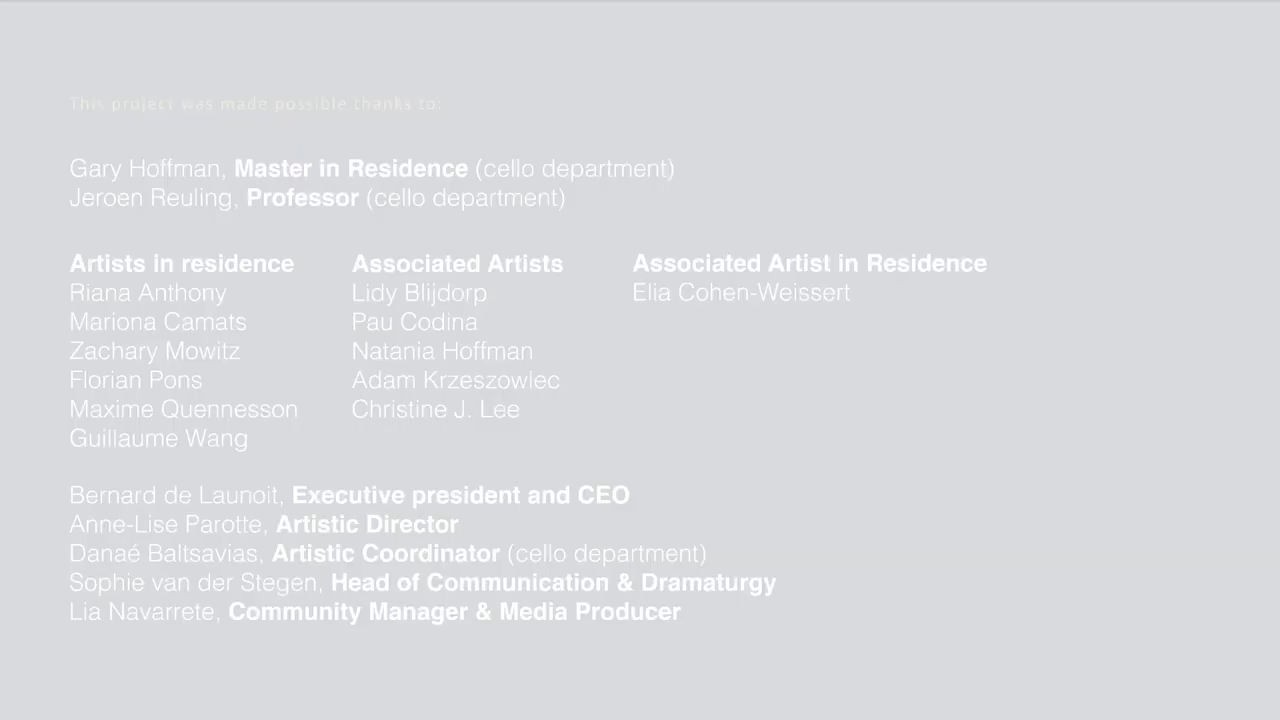 This project was made possible thanks to:
Gary Hoffman, Master in Residence (cello department)
Jeroen Reuling, Professor (cello department)
Artists in residence
Riana Anthony
Mariona Camats
Zachary Mowitz
Florian Pons
Maxime Quennesson
Guillaume Wang
Associated Artists
Lidy Blijdorp
Pau Codina
Natania Hoffman
Adam Krzeszowiec
Christine J. Lee
Associated Artist in Residence
Elia Cohen-Weissert
Bernard de Launoit, Executive president and CEO
Anne-Lise Parotte, Artistic Director
Danaé Baltsavias, Artistic Coordinator (cello department)
Sophie van der Stegen, Head of Communication & Dramaturgy
Lia Navarrete, Community Manager & Media Producer